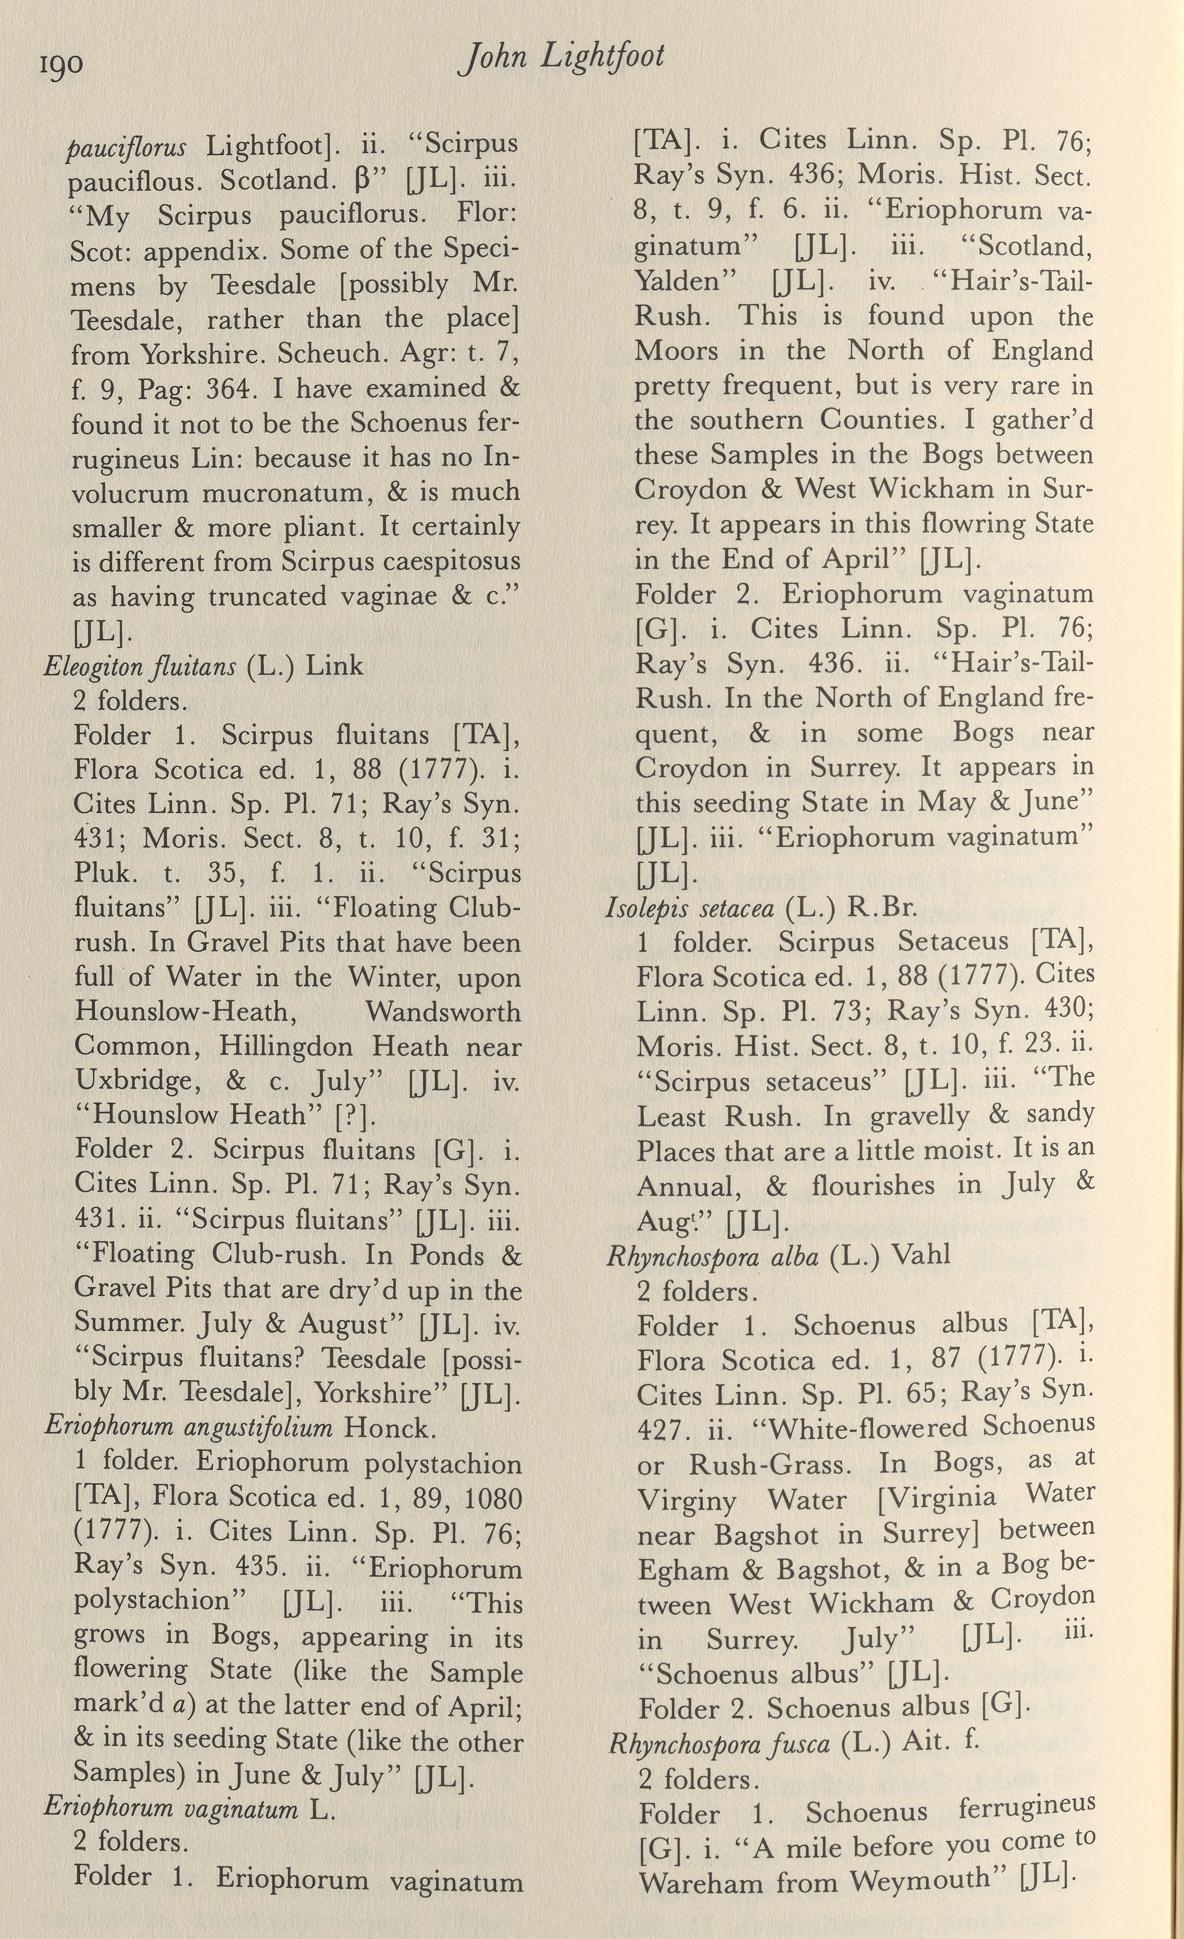 190
John Lightfoot
pauciflorus Lightfoot]. ii. “Scirpus
pauciflous. Scotland. β” [JL]. iii.
“My Scirpus pauciflorus. Flor:
Scot: appendix. Some of the Speci-
mens by Teesdale [possibly Mr.
Teesdale, rather than the place]
from Yorkshire. Scheuch. Agr: t. 7,
f. 9, Pag: 364. I have examined &
found it not to be the Schoenus fer-
rugineus Lin: because it has no In-
volucrum mucronatum, & is much
smaller & more pliant. It certainly
is different from Scirpus caespitosus
as having truncated vaginae & c.”
[JL].
Eleogiton fluitans (L.) Link
2 folders.
Folder 1. Scirpus fluitans [TA],
Flora Scotica ed. 1, 88 (1777). i.
Cites Linn. Sp. Pl. 71; Ray’s Syn.
431; Moris. Sect. 8, t. 10, f. 31;
Pluk. t. 35, f. 1. ii. “Scirpus
fluitans” [JL]. iii. “Floating Club-
rush. In Gravel Pits that have been
full of Water in the Winter, upon
Hounslow-Heath, Wandsworth
Common, Hillingdon Heath near
Uxbridge, & c. July” [JL]. iv.
“Hounslow Heath” [?].
Folder 2. Scirpus fluitans [G]. i.
Cites Linn. Sp. Pl. 71; Ray’s Syn.
431. ii. “Scirpus fluitans” [JL]. iii.
“Floating Club-rush. In Ponds &
Gravel Pits that are dry’d up in the
Summer. July & August” [JL]. iv.
“Scirpus fluitans? Teesdale [possi-
bly Mr. Teesdale], Yorkshire” [JL].
Eriophorum angustifolium Honck.
1 folder. Eriophorum polystachion
[TA], Flora Scotica ed. 1, 89, 1080
(1777). i. Cites Linn. Sp. Pl. 76;
Ray’s Syn. 435. ii. “Eriophorum
polystachion” [JL]. iii. “This
grows in Bogs, appearing in its
flowering State (like the Sample
mark’d a) at the latter end of April;
& in its seeding State (like the other
Samples) in June & July” [JL].
Eriophorum vaginatum L.
2 folders.
Folder 1. Eriophorum vaginatum
[TA]. i. Cites Linn. Sp. Pl. 76;
Ray’s Syn. 436; Moris. Hist. Sect.
8, t. 9, f. 6. ii. “Eriophorum va-
ginatum” [JL]. iii. “Scotland,
Yalden” [JL]. iv. “Hair’s-Tail-
Rush. This is found upon the
Moors in the North of England
pretty frequent, but is very rare in
the southern Counties. I gather’d
these Samples in the Bogs between
Croydon & West Wickham in Sur-
rey. It appears in this flowring State
in the End of April” [JL].
Folder 2. Eriophorum vaginatum
[G]. i. Cites Linn. Sp. Pl. 76;
Ray’s Syn. 436. ii. “Hair’s-Tail-
Rush. In the North of England fre-
quent, & in some Bogs near
Croydon in Surrey. It appears in
this seeding State in May & June”
[JL]. iii. “Eriophorum vaginatum”
[JL].
Isolepis setacea (L.) R.Br.
1 folder. Scirpus Setaceus [TA],
Flora Scotica ed. 1, 88 (1777). Cites
Linn. Sp. Pl. 73; Ray’s Syn. 430;
Moris. Hist. Sect. 8, t. 10, f. 23. ii.
“Scirpus setaceus” [JL]. iii. “The
Least Rush. In gravelly & sandy
Places that are a little moist. It is an
Annual, & flourishes in July &
Augᵗ.” [JL].
Rhynchospora alba (L.) Vahl
2 folders.
Folder 1. Schoenus albus [TA],
Flora Scotica ed. 1, 87 (1777). i.
Cites Linn. Sp. Pl. 65; Ray’s Syn.
427. ii. “White-flowered Schoenus
or Rush-Grass. In Bogs, as at
Virginy Water [Virginia Water
near Bagshot in Surrey] between
Egham & Bagshot, & in a Bog be-
tween West Wickham & Croydon
in Surrey. July” [JL]. iii.
“Schoenus albus” [JL].
Folder 2. Schoenus albus [G].
Rhynchospora fusca (L.) Ait. f.
2 folders.
Folder 1. Schoenus ferrugineus
[G]. i. “A mile before you come to
Wareham from Weymouth” [JL].